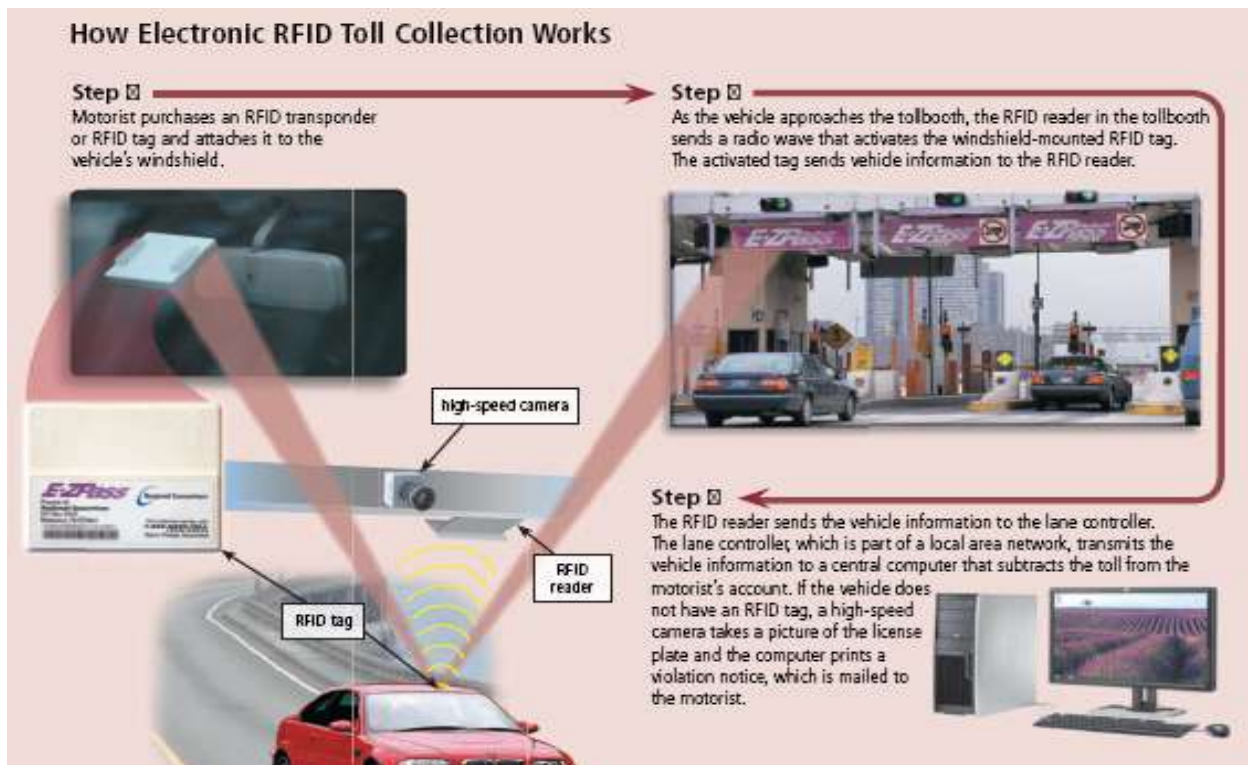 How Electronic RFID Toll Collection Works
Step
Motorist purchases an RFID transponder
or RFID tag and attaches it to the
vehicle's windshield.
Step
As the vehicle approaches the tollbooth, the RFID reader in the tollbooth
sends a radio wave that activates the windshield-mounted RFID tag.
The activated tag sends vehicle information to the RFID reader.
E-ZPass
E-ZPass
E-ZPass
high-speed camera
E-ZPass
RFID
reader
RFID tag
Step
The RFID reader sends the vehicle information to the lane controller.
The lane controller, which is part of a local area network, transmits the
vehicle information to a central computer that subtracts the toll from the
motorist's account. If the vehicle does
not have an RFID tag, a high-speed
camera takes a picture of the license
plate and the computer prints a
violation notice, which is mailed to
the motorist.